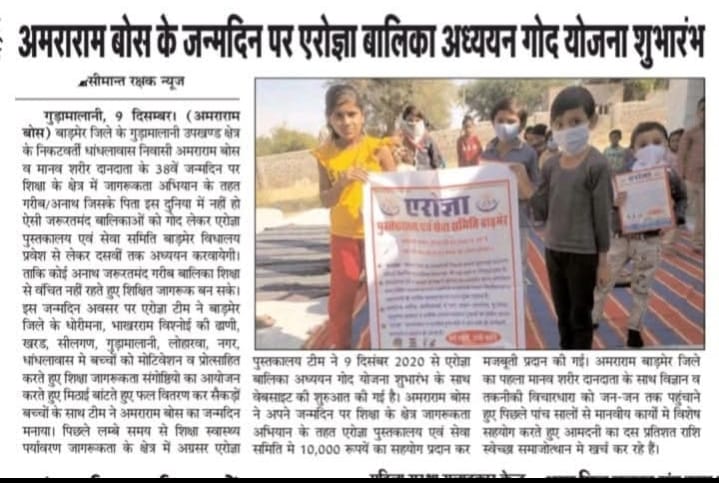 अमराराम बोस के जन्मदिन पर एरोज्ञा बालिका अध्ययन गोद योजना शुभारंभ
सीमान्त रक्षक न्यूज
गुड़ामालानी, 9 दिसम्बर। (अमराराम
बोस) बाड़मेर जिले के गुड़ामालानी उपखण्ड क्षेत्र
के निकटवर्ती धांधलावास निवासी अमराराम बोस
व मानव शरीर दानदाता के 38वें जन्मदिन पर
शिक्षा के क्षेत्र में जागरूकता अभियान के तहत
गरीब/अनाथ जिसके पिता इस दुनिया में नहीं हो
ऐसी जरूरतमंद बालिकाओं को गोद लेकर एरोज्ञा
पुस्तकालय एवं सेवा समिति बाड़मेर विधालय
प्रवेश से लेकर दसवीं तक अध्ययन करवायेगी।
ताकि कोई अनाथ जरूरतमंद गरीब बालिका शिक्षा
से वंचित नहीं रहते हुए शिक्षित जागरूक बन सके।
इस जन्मदिन अवसर पर एरोज्ञा टीम ने बाड़मेर
जिले के धोरीमना, भाखरराम विश्नोई की ढाणी,
खरड, सीलगण, गुड़ामालानी, लोहारवा, नगर,
धांधलावास मे बच्चों को मोटिवेशन व प्रोत्साहित
करते हुए शिक्षा जागरूकता संगोष्ठियों का आयोजन
करते हुए मिठाई बांटते हुए फल वितरण कर सैकड़ों
बच्चों के साथ टीम ने अमराराम बोस का जन्मदिन
मनाया। पिछले लम्बे समय से शिक्षा स्वास्थ्य
पर्यावरण जागरूकता के क्षेत्र में अग्रसर एरोज्ञा
एरोज्ञा
पुस्तकालय एवं सेवा समिति बाड़मेर
एरोज्ञा
पुस्तकालय टीम ने 9 दिसंबर 2020 से एरोज्ञा
बालिका अध्ययन गोद योजना शुभारंभ के साथ
वेबसाइट की शुरुआत की गई है। अमराराम बोस
ने अपने जन्मदिन पर शिक्षा के क्षेत्र जागरूकता
अभियान के तहत एरोज्ञा पुस्तकालय एवं सेवा
समिति मे 10,000 रूपयों का सहयोग प्रदान कर
मजबूती प्रदान की गई। अमराराम बाड़मेर जिले
का पहला मानव शरीर दानदाता के साथ विज्ञान व
तकनीकी विचारधारा को जन-जन तक पहुंचाने
हुए पिछले पांच सालों से मानवीय कार्यो मे विशेष
सहयोग करते हुए आमदनी का दस प्रतिशत राशि
स्वेच्छ समाजोत्थान मे खर्च कर रहे हैं।